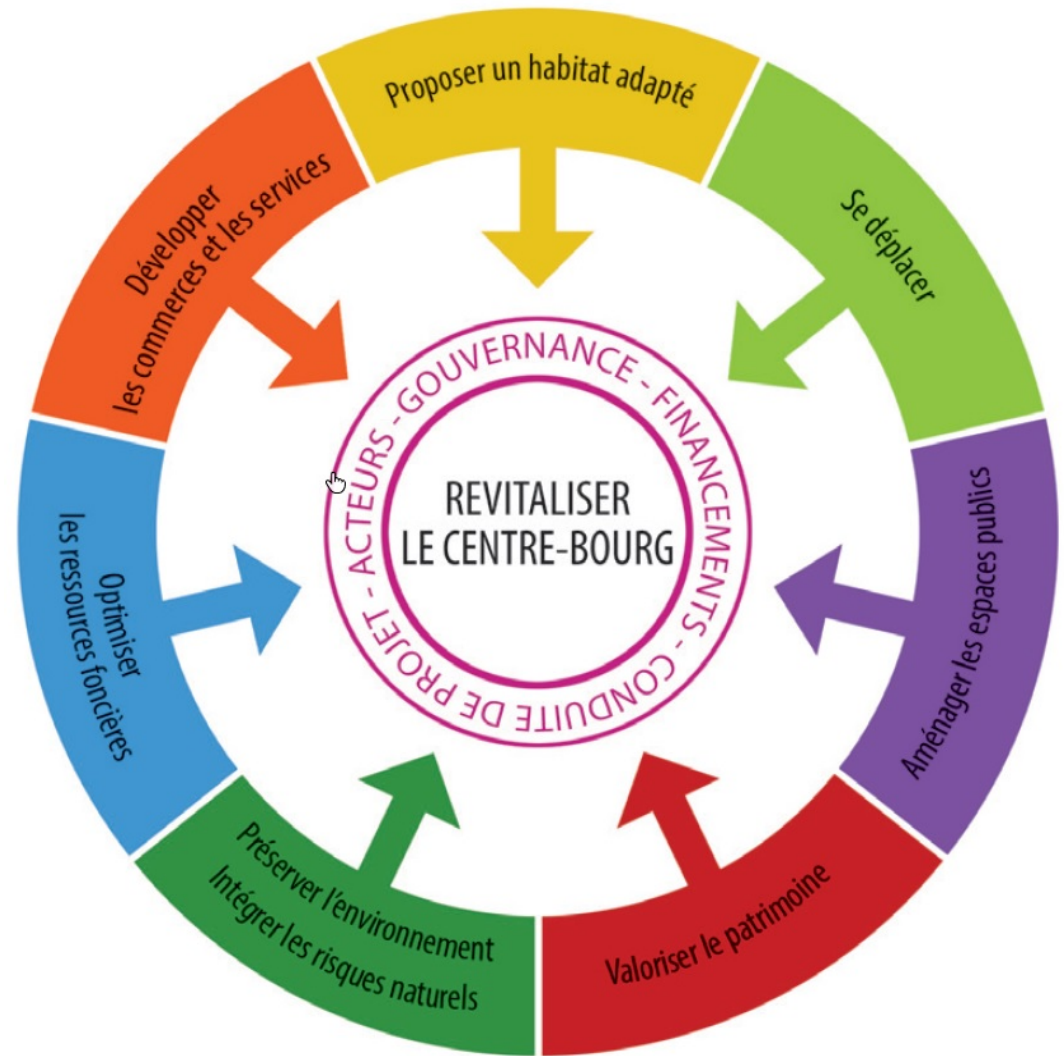 Proposer un habitat adapté
Se déplacer
Aménager les espaces publics
Valoriser le patrimoine
Préserver l'environnement
Intégrer les risques naturels
Optimiser
les ressources foncières
Développer
les commerces et les services
ACTEURS - GOUVERNANCE - FINANCEMENTS - CONDUITE DE PROJET -
REVITALISER
LE CENTRE-BOURG